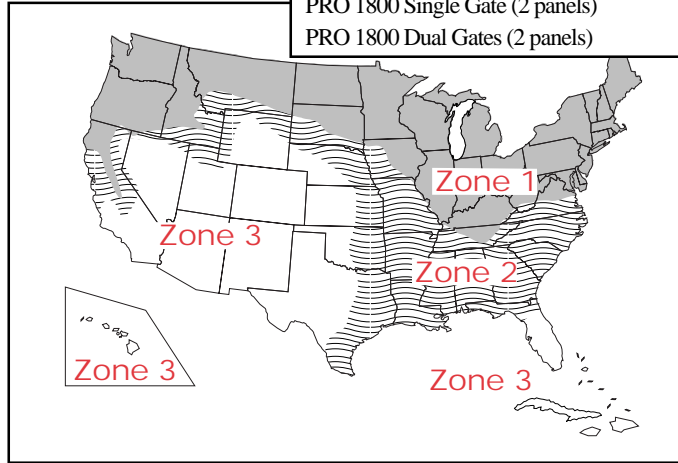 PRO 1800 Single Gate (2 panels)
PRO 1800 Dual Gates (2 panels)
Zone 1
Zone 3
Zone 2
Zone 3
Zone 3